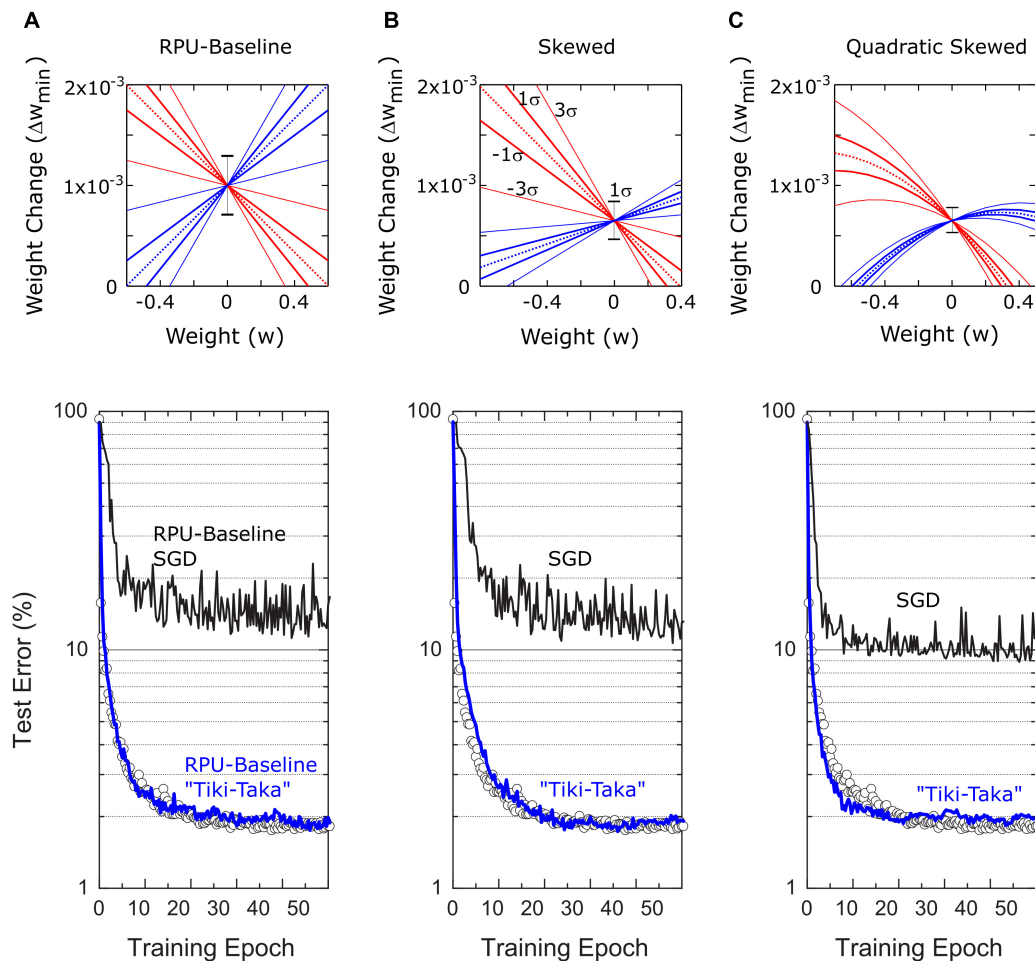 A
B
C
RPU-Baseline
Skewed
Quadratic Skewed
Weight Change (Δwmin)
2x10-3
1x10-3
0
-0.4
0
0.4
Weight (w)
Weight Change (Δwmin)
2x10-3
1x10-3
0
1σ
3σ
-1σ
-3σ
1σ
-0.4
0
0.4
Weight (w)
Weight Change (Δwmin)
2x10-3
1x10-3
0
-0.4
0
0.4
Weight (w)
Test Error (%)
100
10
1
RPU-Baseline
SGD
RPU-Baseline
"Tiki-Taka"
0
10
20
30
40
50
Training Epoch
100
10
1
SGD
"Tiki-Taka"
0
10
20
30
40
50
Training Epoch
100
10
1
SGD
"Tiki-Taka"
0
10
20
30
40
50
Training Epoch